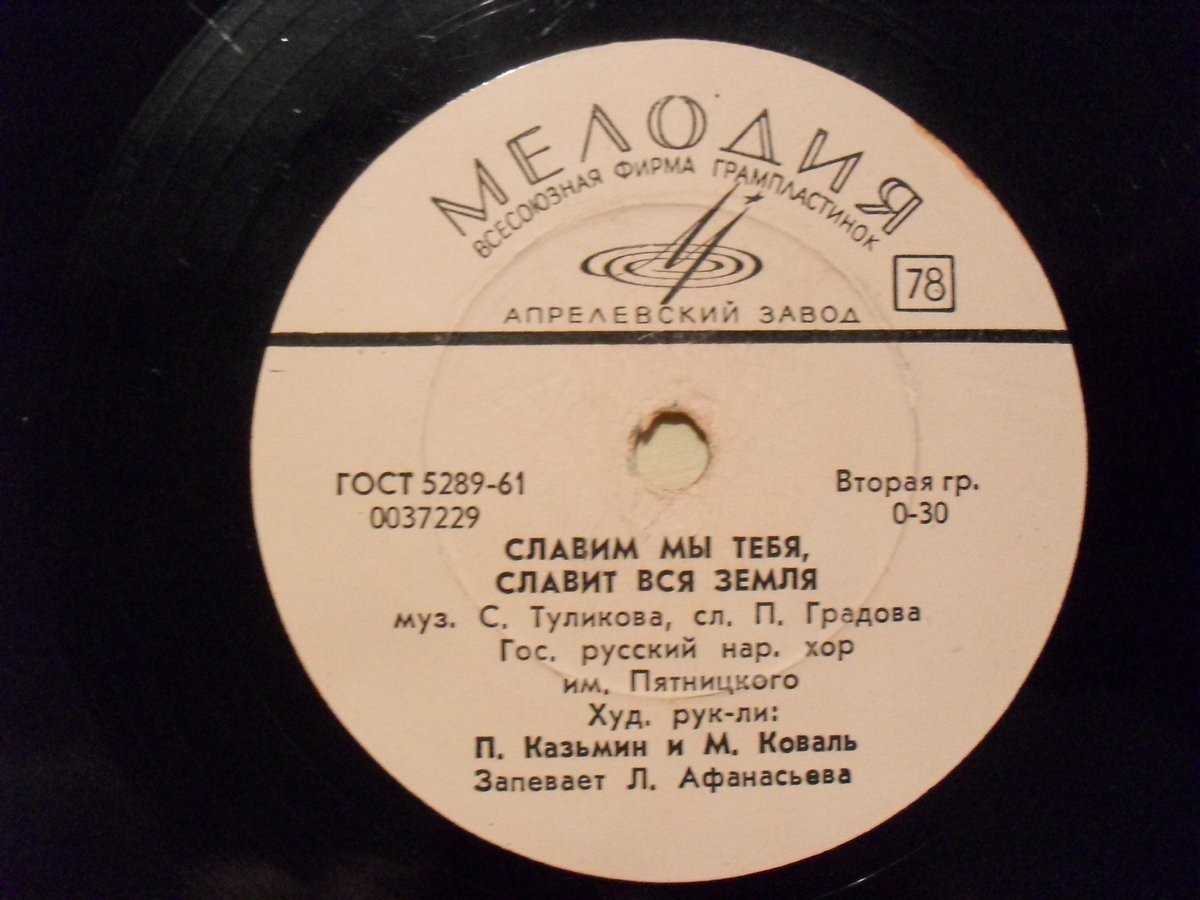 МЕЛОДИЯ
ВСЕСОЮЗНАЯ ФИРМА ГРАМПЛАСТИНОК
78
АПРЕЛЕВСКИЙ ЗАВОД
ГОСТ 5289-61
0037229
Вторая гр.
0-30
СЛАВИМ МЫ ТЕБЯ,
СЛАВИТ ВСЯ ЗЕМЛЯ
муз. С. Туликова, сл. П. Градова
Гос. русский нар. хор
им. Пятницкого
Худ. рук-ли:
П. Казьмин и М. Коваль
Запевает Л. Афанасьева